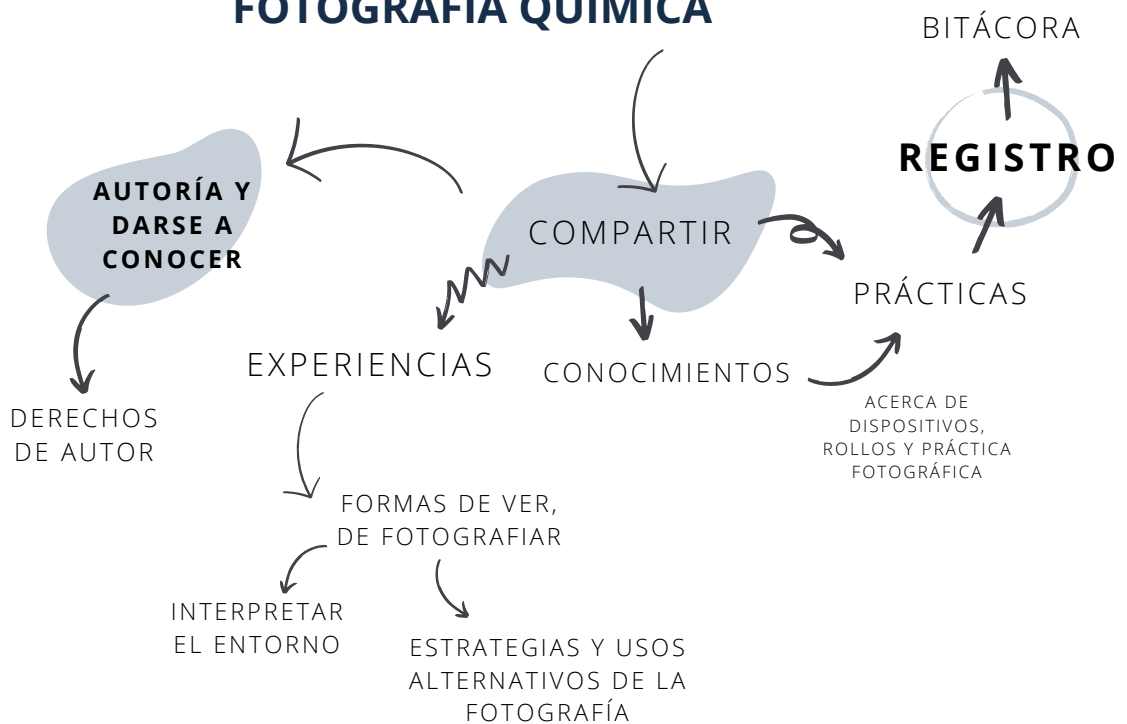 FOTOGRAFÍA QUÍMICA
BITÁCORA
REGISTRO
AUTORÍA Y
DARSE A
CONOCER
COMPARTIR
PRÁCTICAS
EXPERIENCIAS
CONOCIMIENTOS
ACERCA DE
DISPOSITIVOS,
ROLLOS Y PRÁCTICA
FOTOGRÁFICA
DERECHOS
DE AUTOR
FORMAS DE VER,
DE FOTOGRAFIAR
INTERPRETAR
EL ENTORNO
ESTRATEGIAS Y USOS
ALTERNATIVOS DE LA
FOTOGRAFÍA